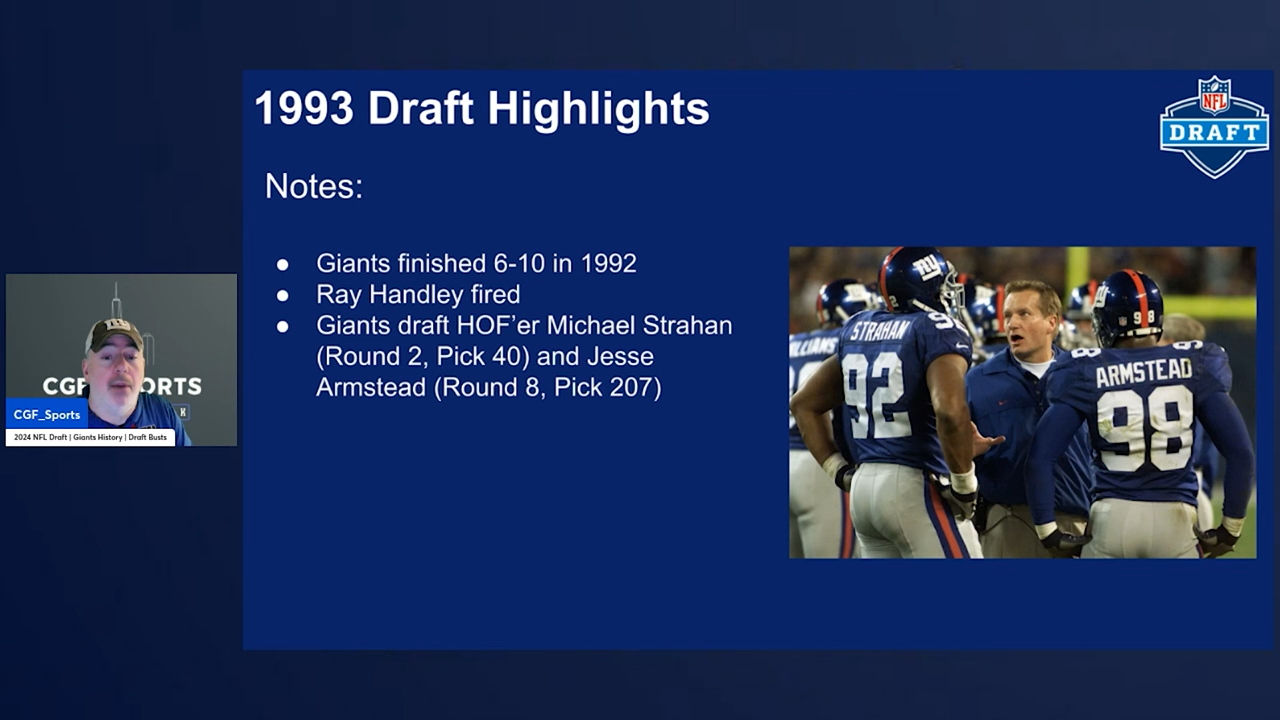 1993 Draft Highlights
NFL
DRAFT
Notes:
● Giants finished 6-10 in 1992
● Ray Handley fired
● Giants draft HOF’er Michael Strahan
(Round 2, Pick 40) and Jesse
Armstead (Round 8, Pick 207)
CGF_Sports
2024 NFL Draft | Giants History | Draft Busts
ny
STRAHAN
92
98
ARMSTEAD
98